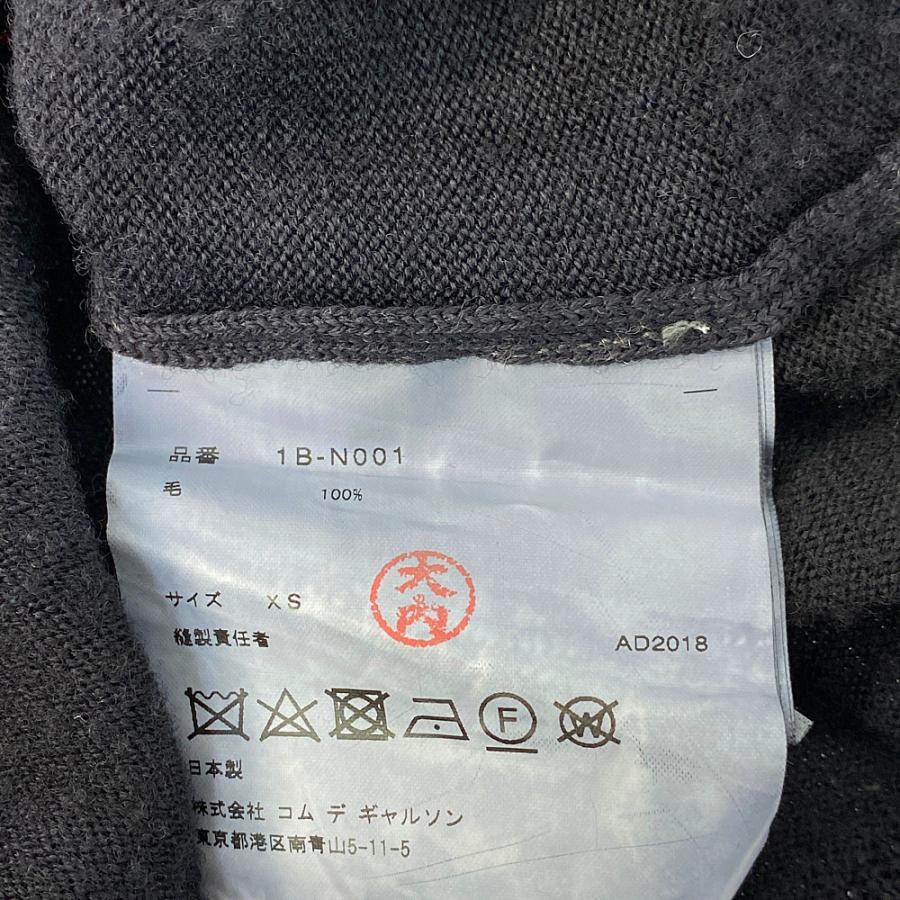 品番 1B-N001
毛 100%
大内
サイズ XS
縫製責任者
AD2018
F W
日本製
株式会社 コム デ ギャルソン
東京都港区南青山5-11-5